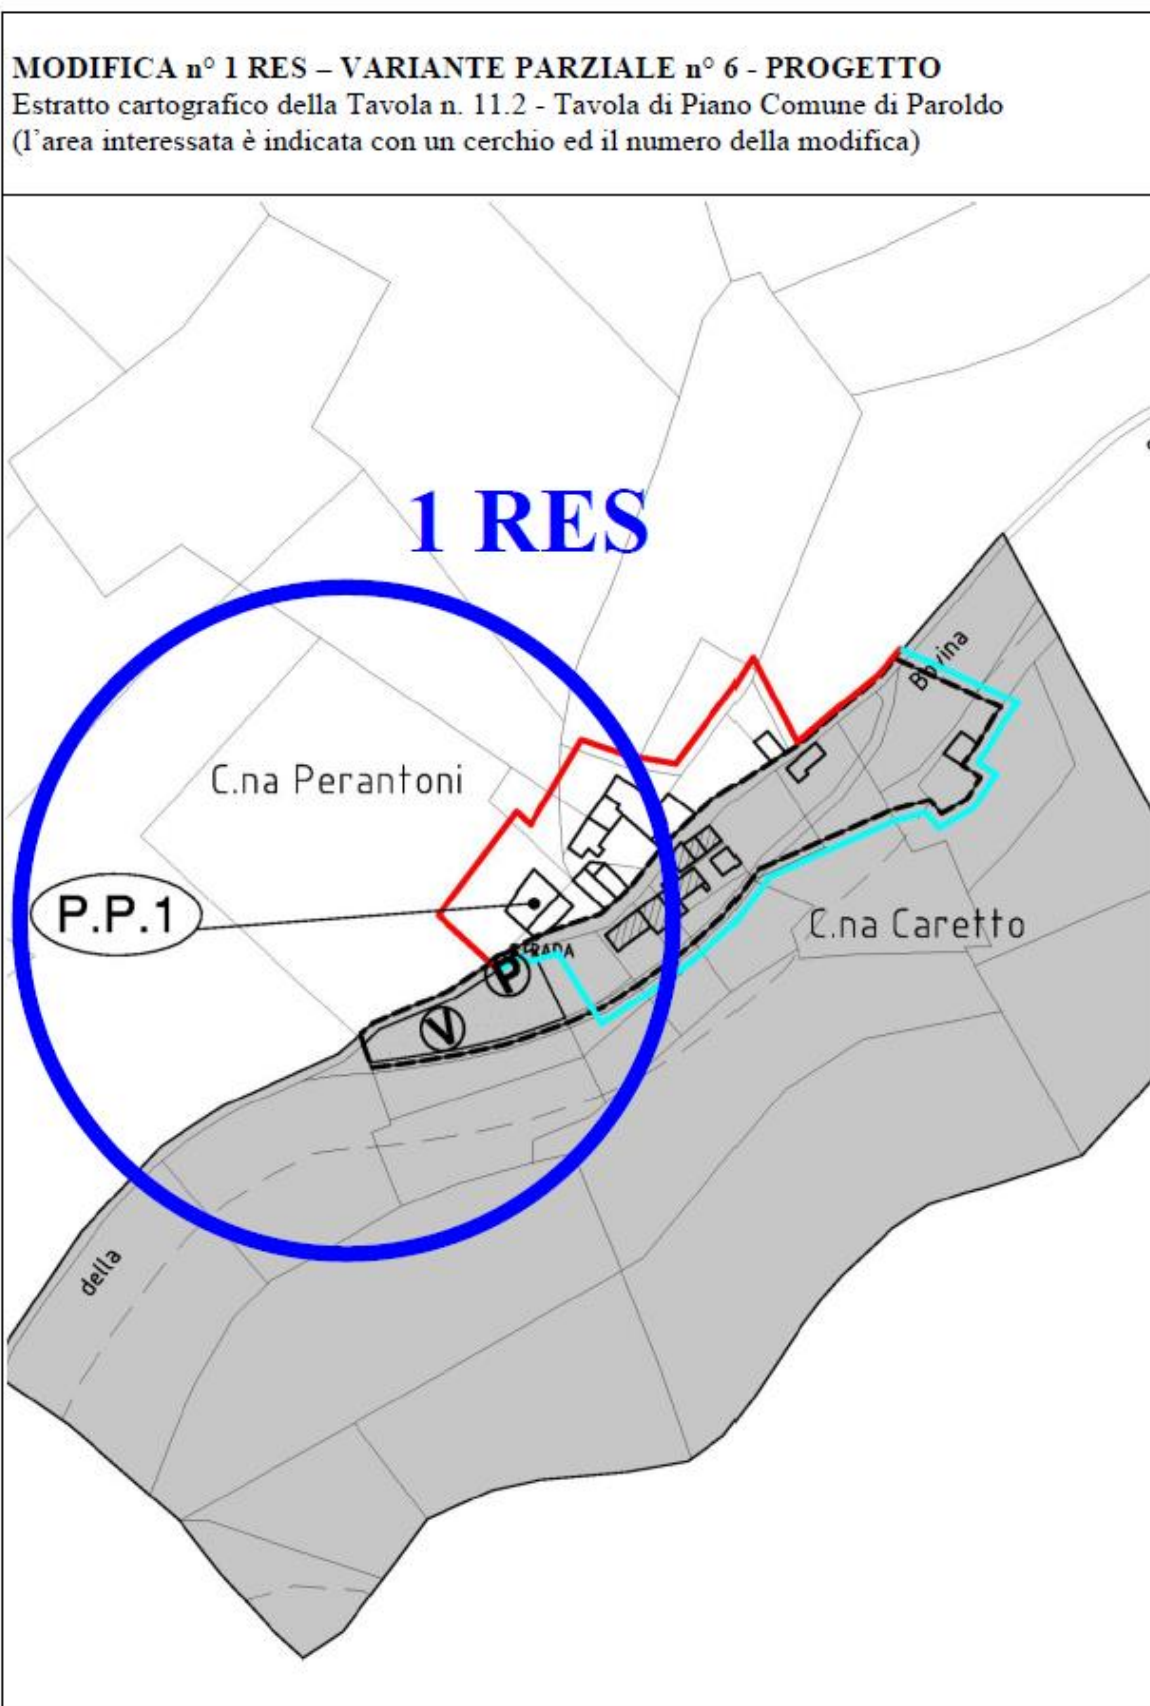 MODIFICA n° 1 RES – VARIANTE PARZIALE n° 6 - PROGETTO
Estratto cartografico della Tavola n. 11.2 - Tavola di Piano Comune di Paroldo
(l'area interessata è indicata con un cerchio ed il numero della modifica)
1 RES
Bovina
C.na Perantoni
P.P.1
C.na Caretto
STRADA
P
V
della